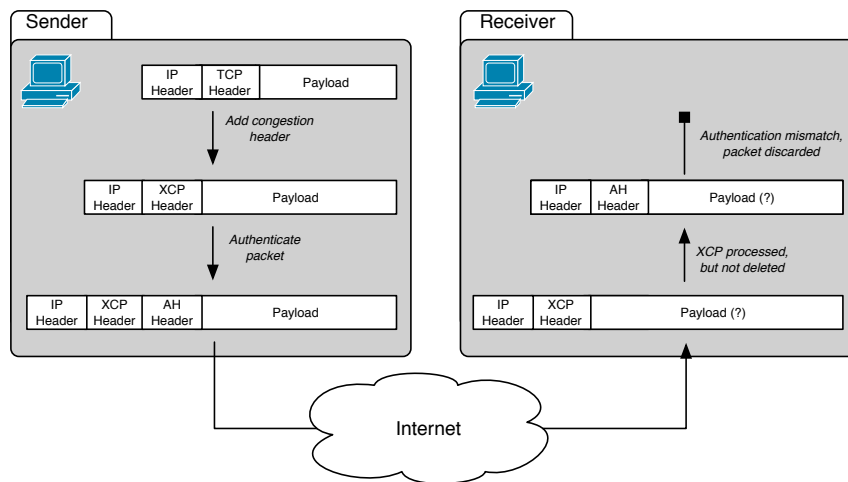 Sender
IP Header
TCP Header
Payload
Add congestion
header
IP Header
XCP Header
Payload
Authenticate
packet
IP Header
XCP Header
AH Header
Payload
Receiver
Authentication mismatch,
packet discarded
IP Header
AH Header
Payload (?)
XCP processed,
but not deleted
IP Header
XCP Header
Payload (?)
Internet